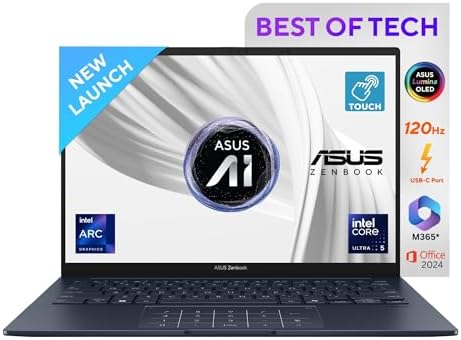 BEST OF TECH
NEW
LAUNCH
TOUCH
ASUS
Lumina
OLED
ASUS
AI
ASUS
ZENBOOK
120Hz
USB-C Port
intel
ARC
GRAPHICS
intel
CORE
ULTRA 5
M365*
Office
2024
ASUS Zenbook